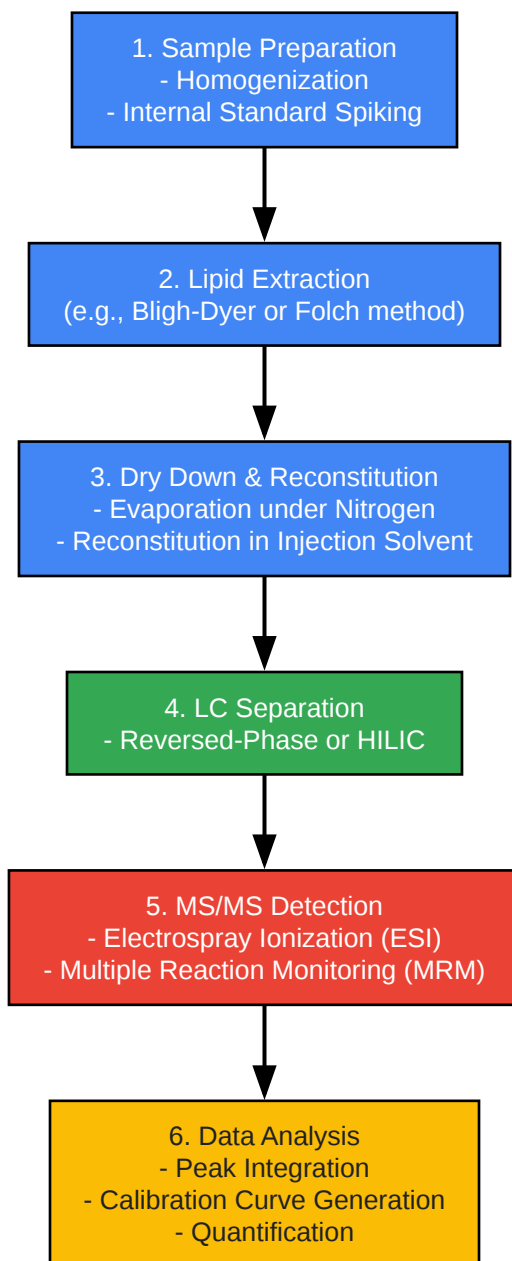 1. Sample Preparation
- Homogenization
- Internal Standard Spiking
2. Lipid Extraction
(e.g., Bligh-Dyer or Folch method)
3. Dry Down & Reconstitution
- Evaporation under Nitrogen
- Reconstitution in Injection Solvent
4. LC Separation
- Reversed-Phase or HILIC
5. MS/MS Detection
- Electrospray Ionization (ESI)
- Multiple Reaction Monitoring (MRM)
6. Data Analysis
- Peak Integration
- Calibration Curve Generation
- Quantification